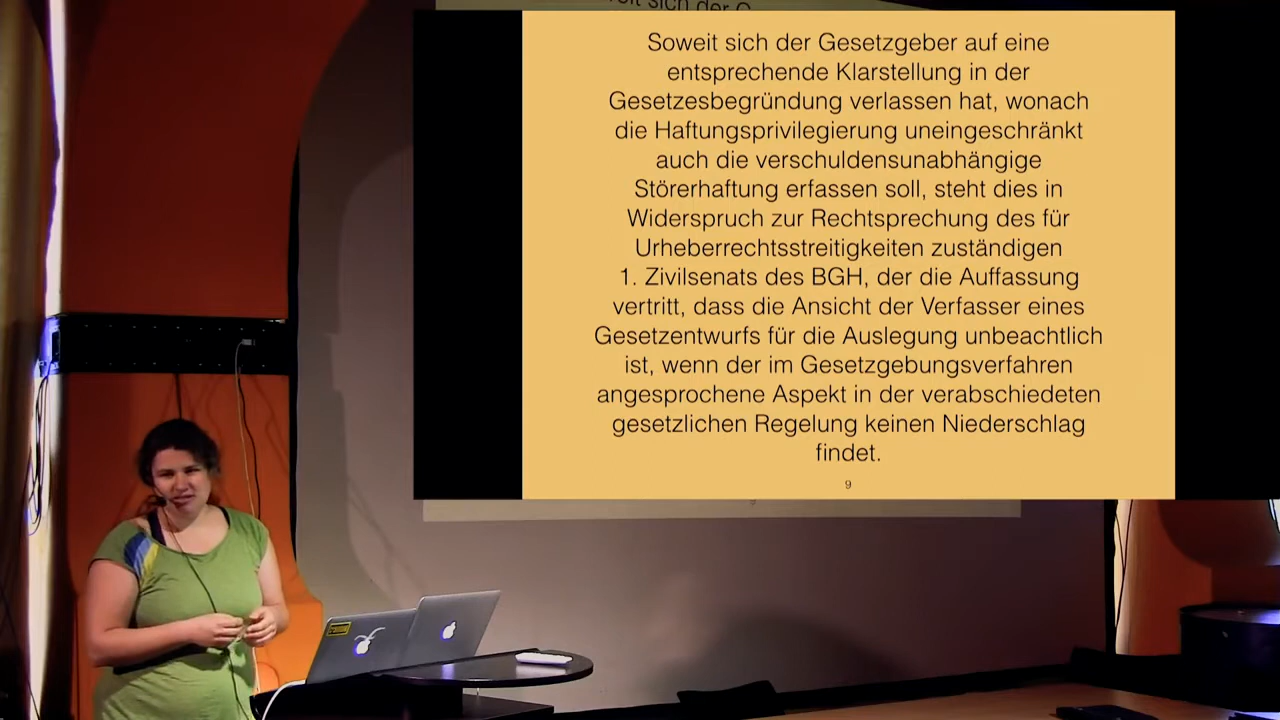 Soweit sich der Gesetzgeber auf eine
entsprechende Klarstellung in der
Gesetzesbegründung verlassen hat, wonach
die Haftungsprivilegierung uneingeschränkt
auch die verschuldensunabhängige
Störerhaftung erfassen soll, steht dies in
Widerspruch zur Rechtsprechung des für
Urheberrechtsstreitigkeiten zuständigen
1. Zivilsenats des BGH, der die Auffassung
vertritt, dass die Ansicht der Verfasser eines
Gesetzentwurfs für die Auslegung unbeachtlich
ist, wenn der im Gesetzgebungsverfahren
angesprochene Aspekt in der verabschiedeten
gesetzlichen Regelung keinen Niederschlag
findet.
9